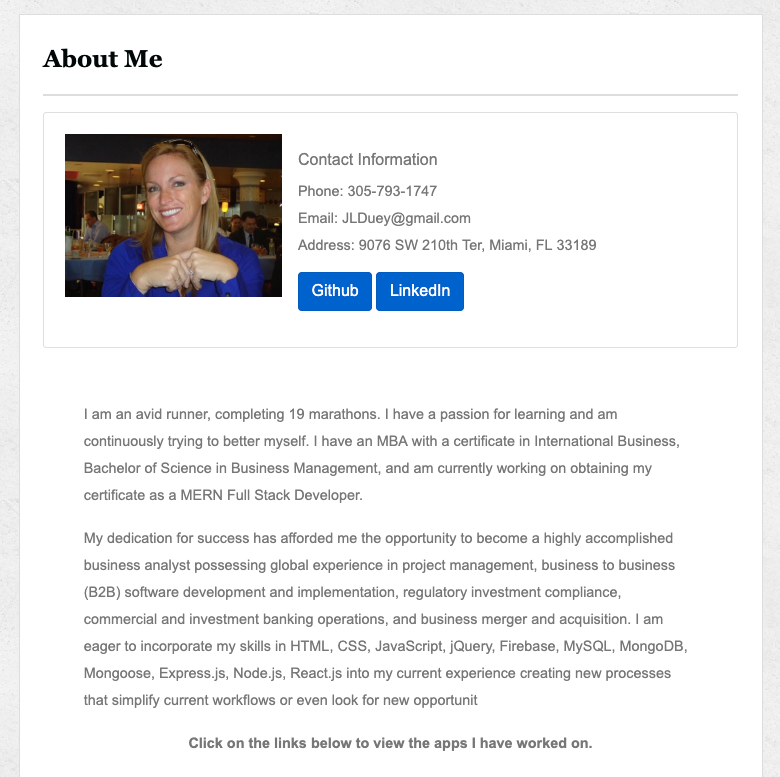 About Me
Contact Information
Phone: 305-793-1747
Email: JLDuey@gmail.com
Address: 9076 SW 210th Ter, Miami, FL 33189
Github LinkedIn
I am an avid runner, completing 19 marathons. I have a passion for learning and am
continuously trying to better myself. I have an MBA with a certificate in International Business,
Bachelor of Science in Business Management, and am currently working on obtaining my
certificate as a MERN Full Stack Developer.
My dedication for success has afforded me the opportunity to become a highly accomplished
business analyst possessing global experience in project management, business to business
(B2B) software development and implementation, regulatory investment compliance,
commercial and investment banking operations, and business merger and acquisition. I am
eager to incorporate my skills in HTML, CSS, JavaScript, jQuery, Firebase, MySQL, MongoDB,
Mongoose, Express.js, Node.js, React.js into my current experience creating new processes
that simplify current workflows or even look for new opportunit
Click on the links below to view the apps I have worked on.